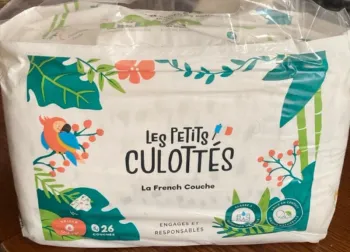 LES PETITS
CULOTTÉS
La French Couche
26
ENGAGÉS ET
RESPONSABLES